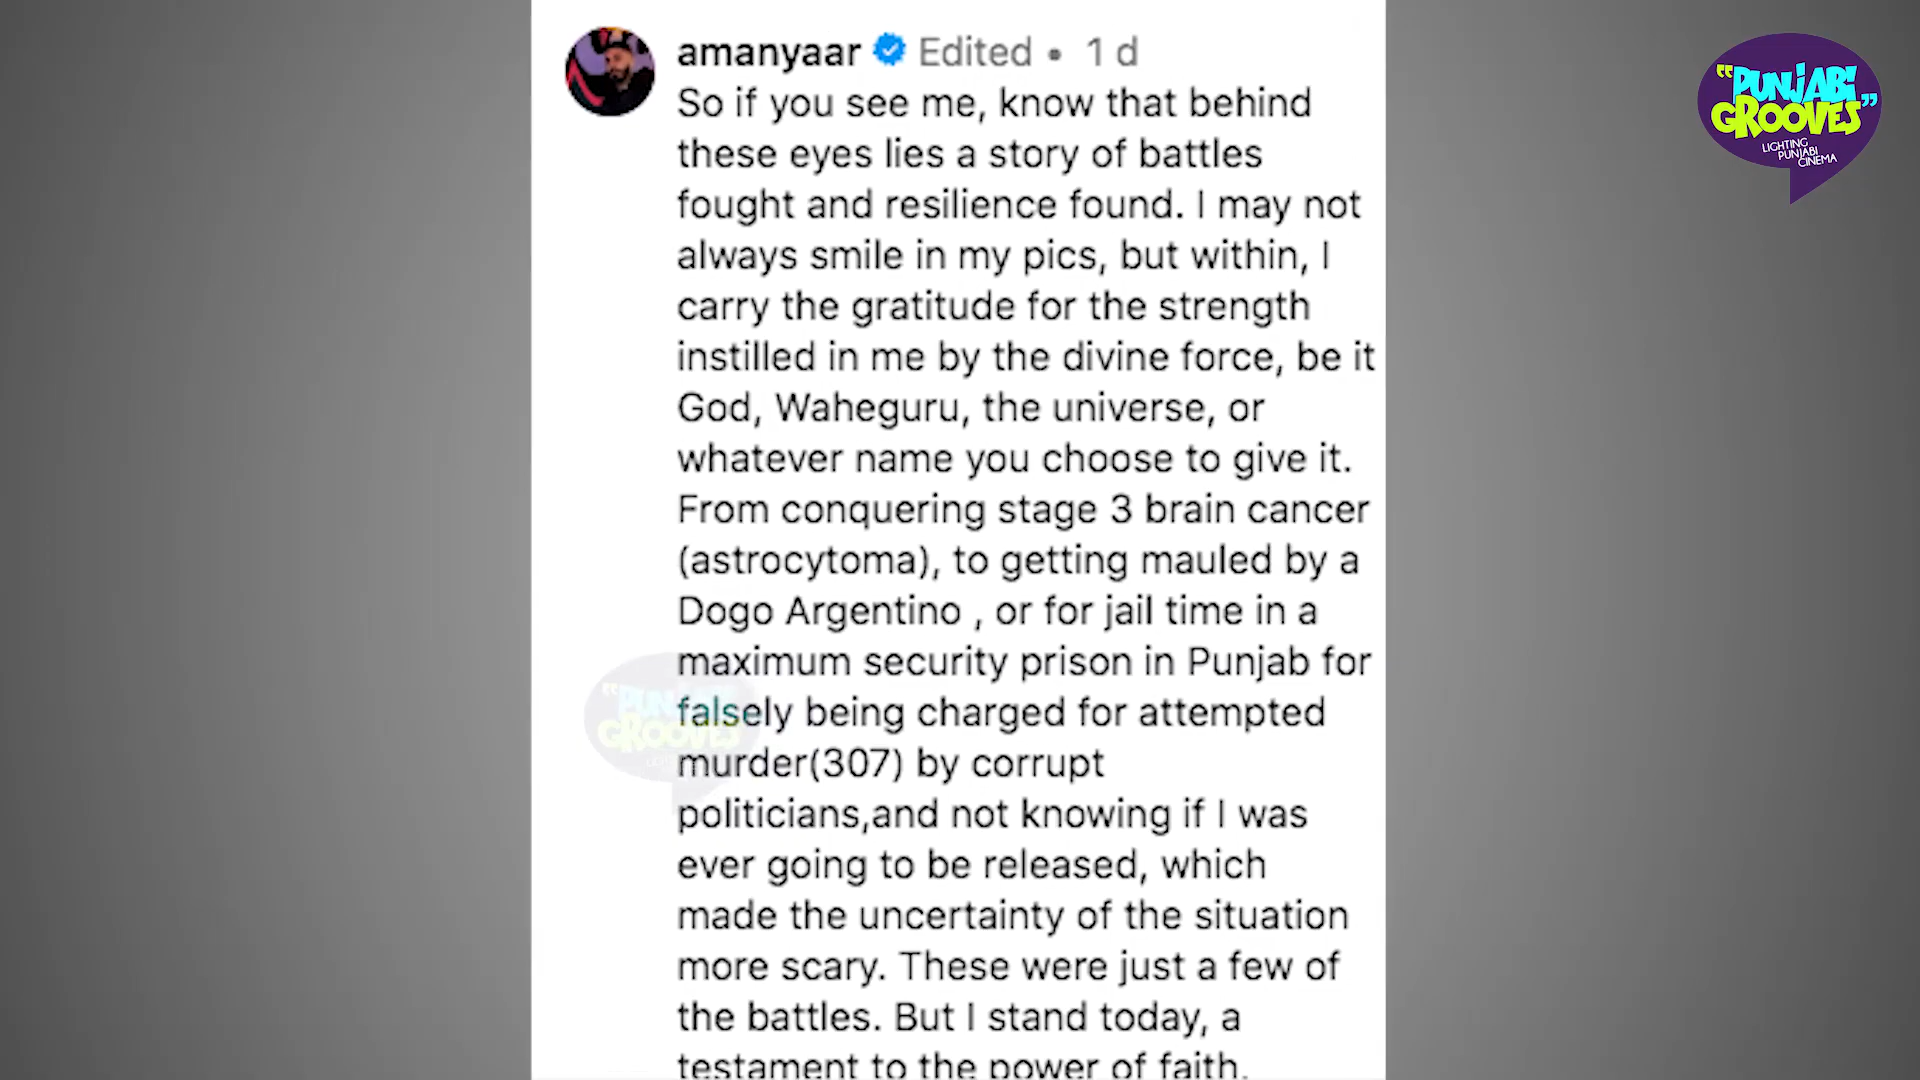 amanyaar Edited • 1 d
So if you see me, know that behind
these eyes lies a story of battles
fought and resilience found. I may not
always smile in my pics, but within, I
carry the gratitude for the strength
instilled in me by the divine force, be it
God, Waheguru, the universe, or
whatever name you choose to give it.
From conquering stage 3 brain cancer
(astrocytoma), to getting mauled by a
Dogo Argentino , or for jail time in a
maximum security prison in Punjab for
falsely being charged for attempted
murder(307) by corrupt
politicians,and not knowing if I was
ever going to be released, which
made the uncertainty of the situation
more scary. These were just a few of
the battles. But I stand today, a
testament to the power of faith,
"PUNJABI
GROOVES"
LIGHTING
PUNJABI
CINEMA
"PUNJABI
GROOVES